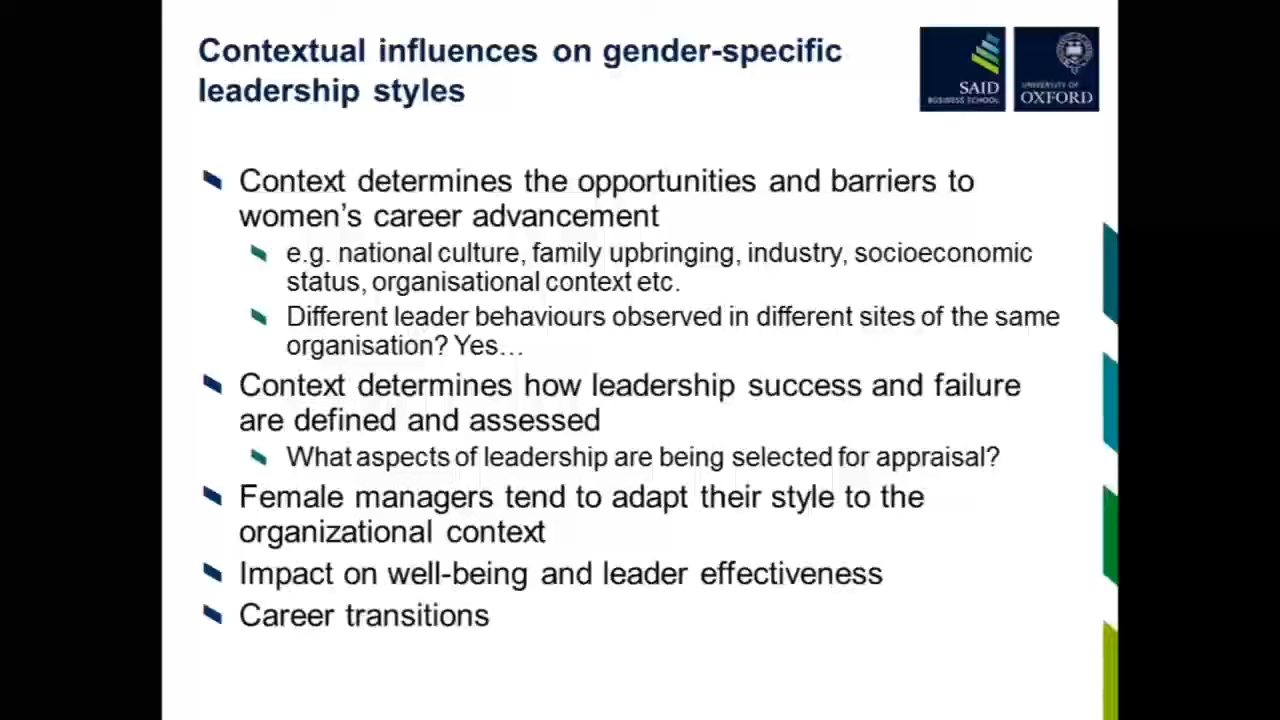 Contextual influences on gender-specific
leadership styles
SAID
BUSINESS SCHOOL
UNIVERSITY OF
OXFORD
Context determines the opportunities and barriers to
women's career advancement
e.g. national culture, family upbringing, industry, socioeconomic
status, organisational context etc.
Different leader behaviours observed in different sites of the same
organisation? Yes…
Context determines how leadership success and failure
are defined and assessed
What aspects of leadership are being selected for appraisal?
Female managers tend to adapt their style to the
organizational context
Impact on well-being and leader effectiveness
Career transitions